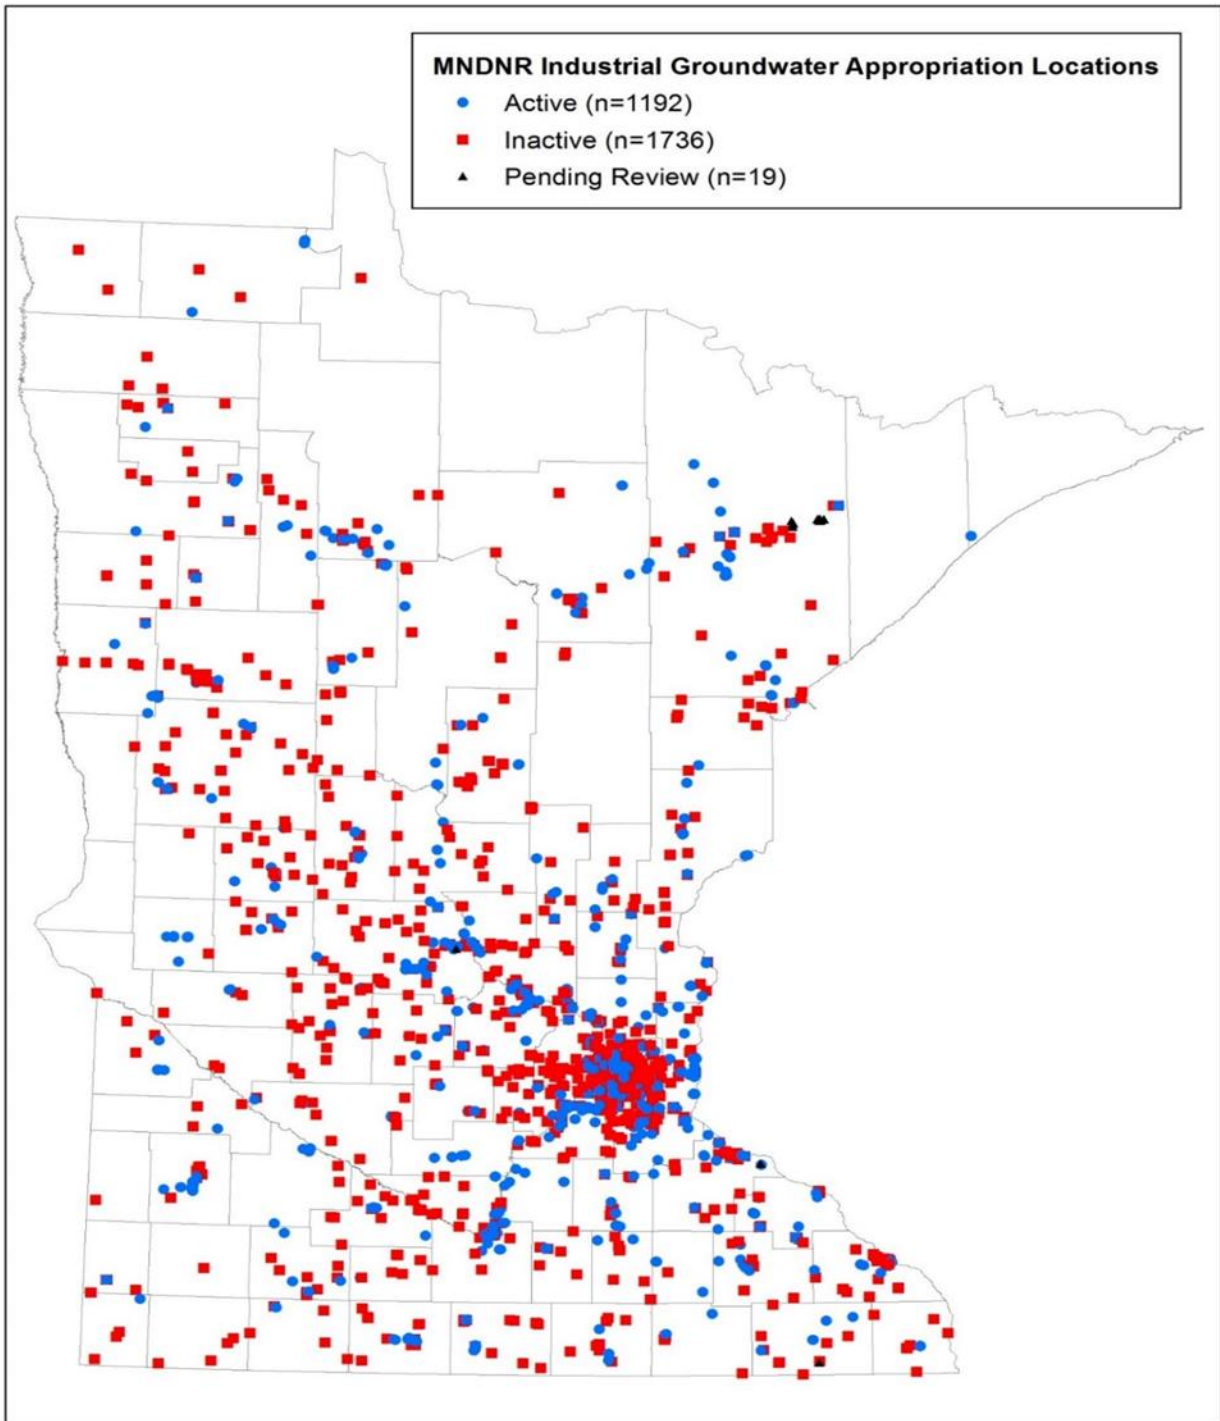 MNDNR Industrial Groundwater Appropriation Locations
Active (n=1192)
Inactive (n=1736)
Pending Review (n=19)